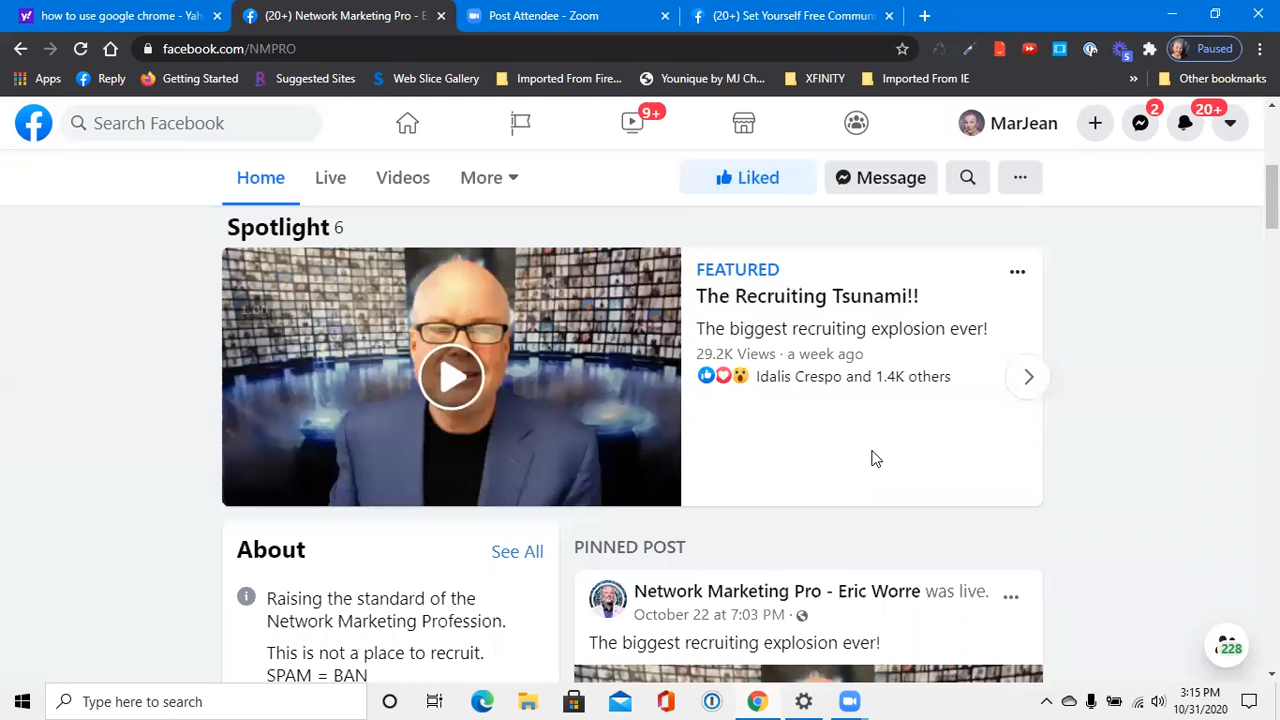 how to use google chrome - Yah
(20+) Network Marketing Pro - E
Post Attendee - Zoom
(20+) Set Yourself Free Commun
facebook.com/NMPRO
5
Paused
Apps
Reply
Getting Started
Suggested Sites
Web Slice Gallery
Imported From Fire...
Younique by MJ Ch...
XFINITY
Imported From IE
Other bookmarks
Search Facebook
9+
MarJean
2
20+
Home
Live
Videos
More
Liked
Message
Spotlight 6
1:00
FEATURED
The Recruiting Tsunami!!
The biggest recruiting explosion ever!
29.2K Views · a week ago
Idalis Crespo and 1.4K others
About
See All
Raising the standard of the
Network Marketing Profession.
This is not a place to recruit.
SPAM = BAN
PINNED POST
Network Marketing Pro - Eric Worre was live.
October 22 at 7:03 PM ·
The biggest recruiting explosion ever!
228
Type here to search
3:15 PM
10/31/2020